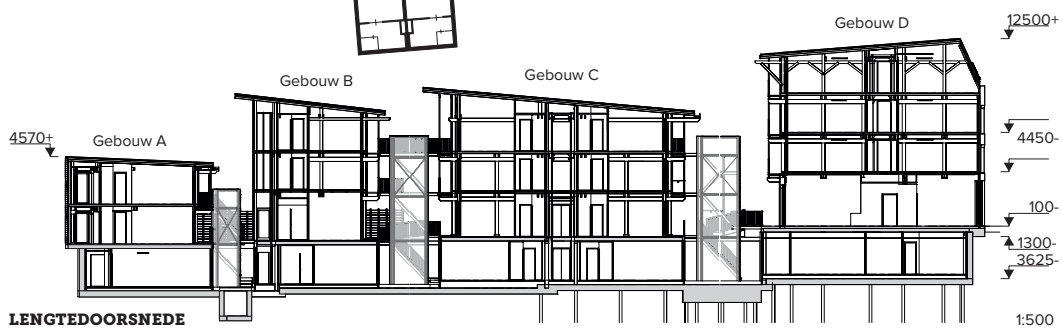 Gebouw D
12500+
Gebouw B
Gebouw C
4570+
Gebouw A
4450-
100-
1300-
3625-
LENGTEDOORSNEDE
1:500